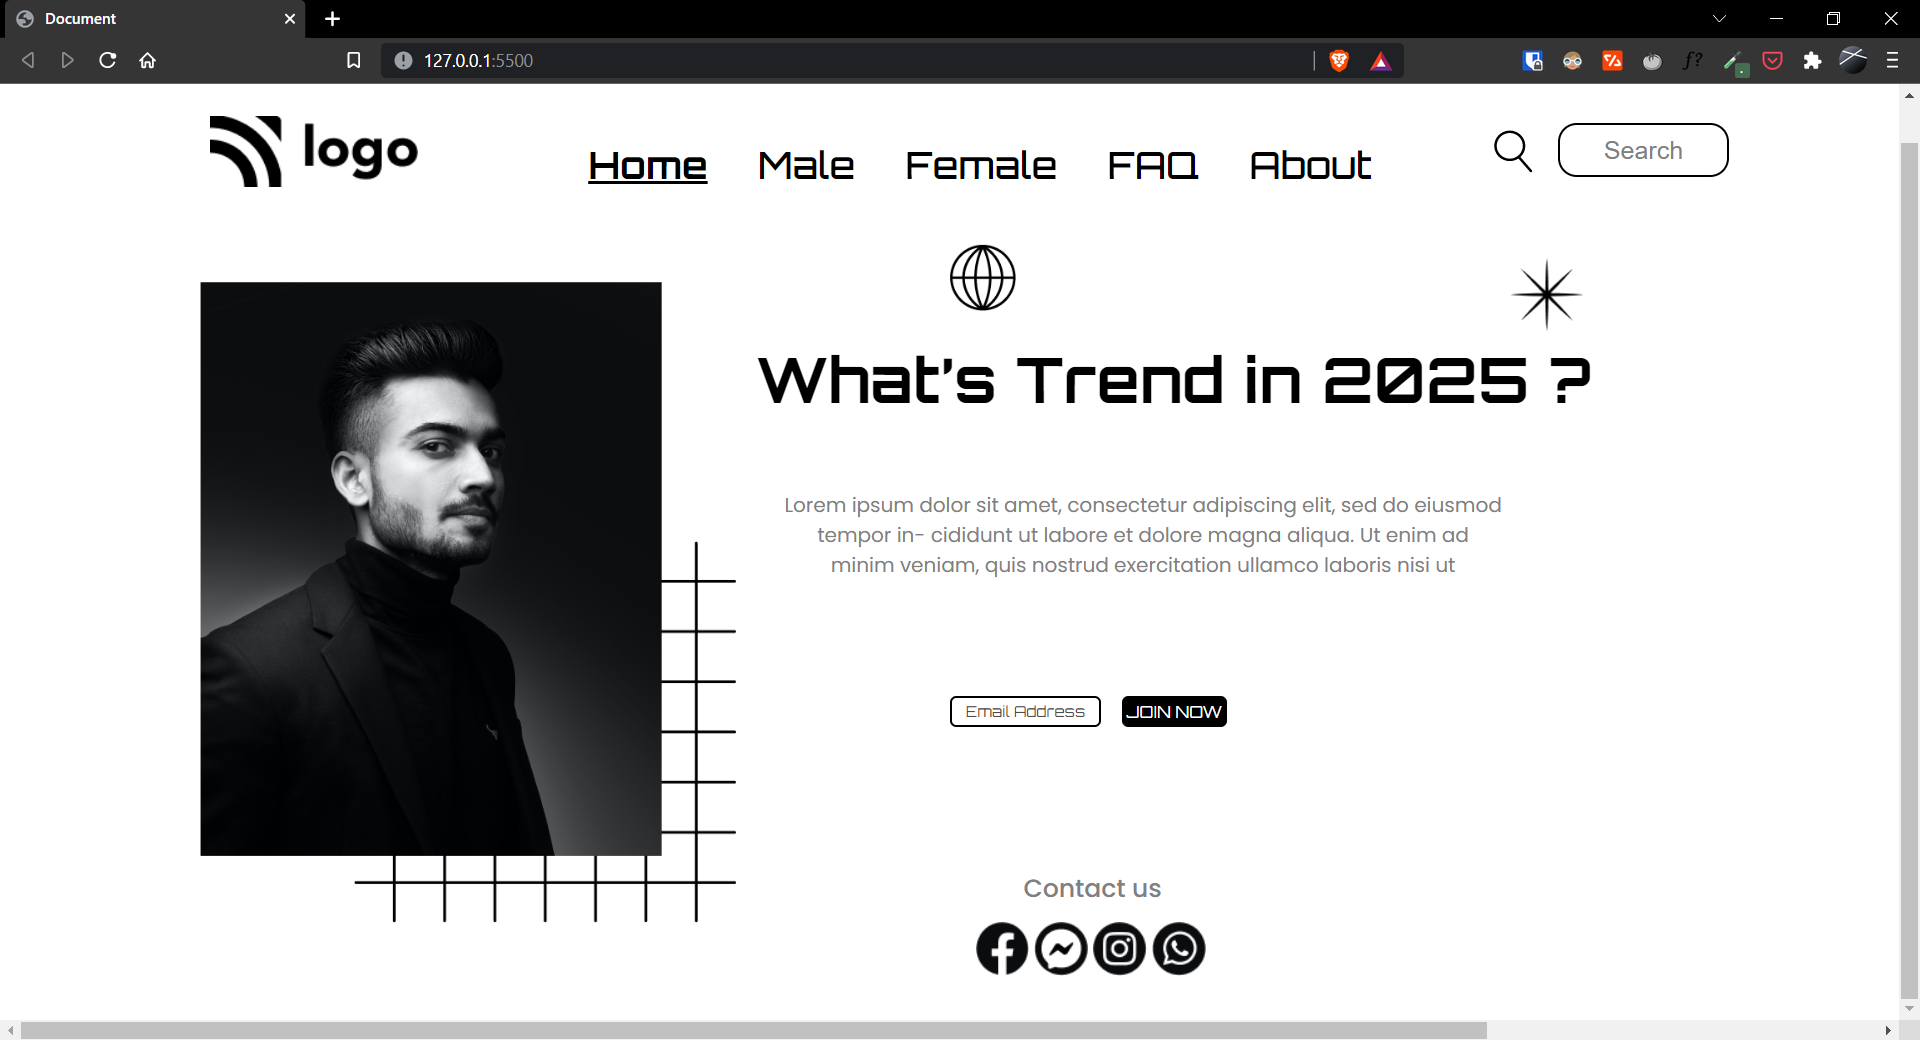 Document
127.0.0.1:5500
f?
logo
Home Male Female FAQ About
Search
What's Trend in 2025 ?
Lorem ipsum dolor sit amet, consectetur adipiscing elit, sed do eiusmod
tempor in- cididunt ut labore et dolore magna aliqua. Ut enim ad
minim veniam, quis nostrud exercitation ullamco laboris nisi ut
Email Address JOIN NOW
Contact us